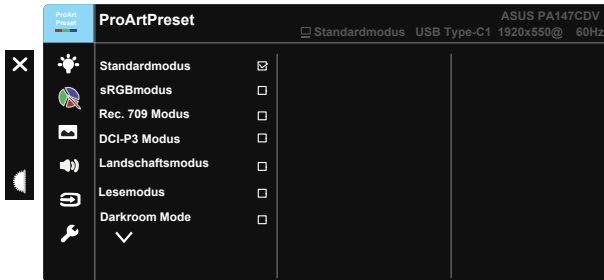 ProArt
Preset
ProArtPreset
ASUS PA147CDV
Standardmodus USB Type-C1 1920x550@ 60Hz
Standardmodus
sRGBmodus
Rec. 709 Modus
DCI-P3 Modus
Landschaftsmodus
Lesemodus
Darkroom Mode